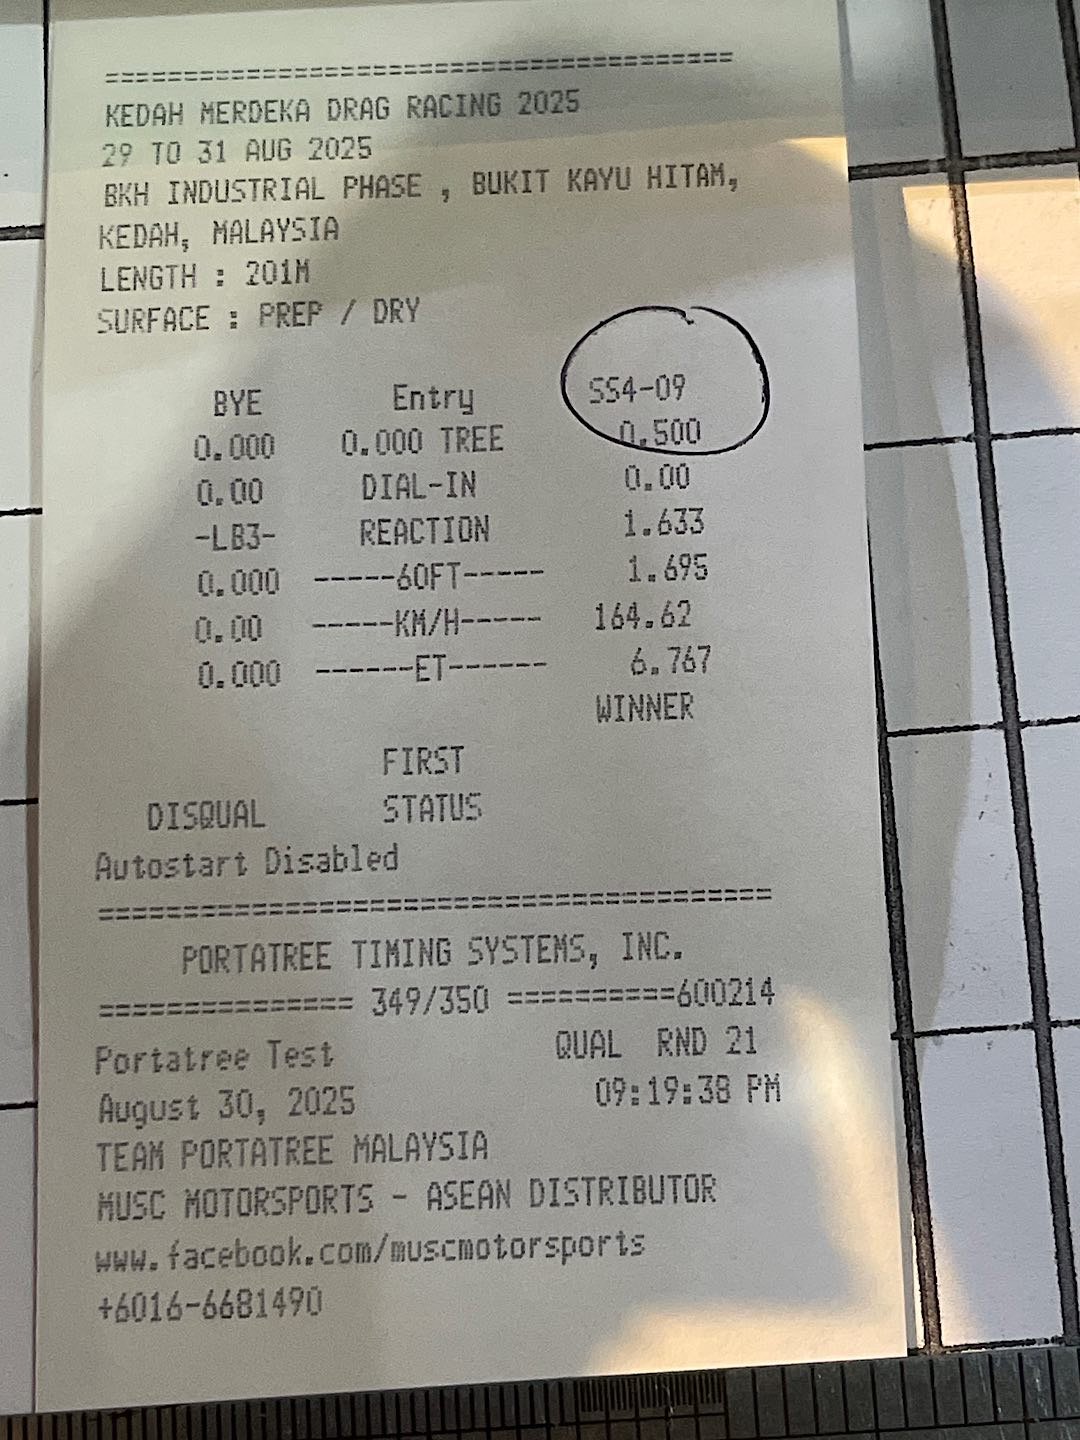 =====================================
KEDAH MERDEKA DRAG RACING 2025
29 TO 31 AUG 2025
BKH INDUSTRIAL PHASE , BUKIT KAYU HITAM,
KEDAH, MALAYSIA
LENGTH : 201M
SURFACE : PREP / DRY
BYE Entry SS4-09
0.000 0.000 TREE 0.500
0.00 DIAL-IN 0.00
-LB3- REACTION 1.633
0.000 -----60FT----- 1.695
0.00 -----KM/H----- 164.62
0.000 ------ET------ 6.767
WINNER
FIRST
DISQUAL STATUS
Autostart Disabled
========================================
PORTATREE TIMING SYSTEMS, INC.
=============== 349/350 ==========600214
Portatree Test QUAL RND 21
August 30, 2025 09:19:38 PM
TEAM PORTATREE MALAYSIA
MUSC MOTORSPORTS - ASEAN DISTRIBUTOR
www.facebook.com/muscmotorsports
+6016-6681490